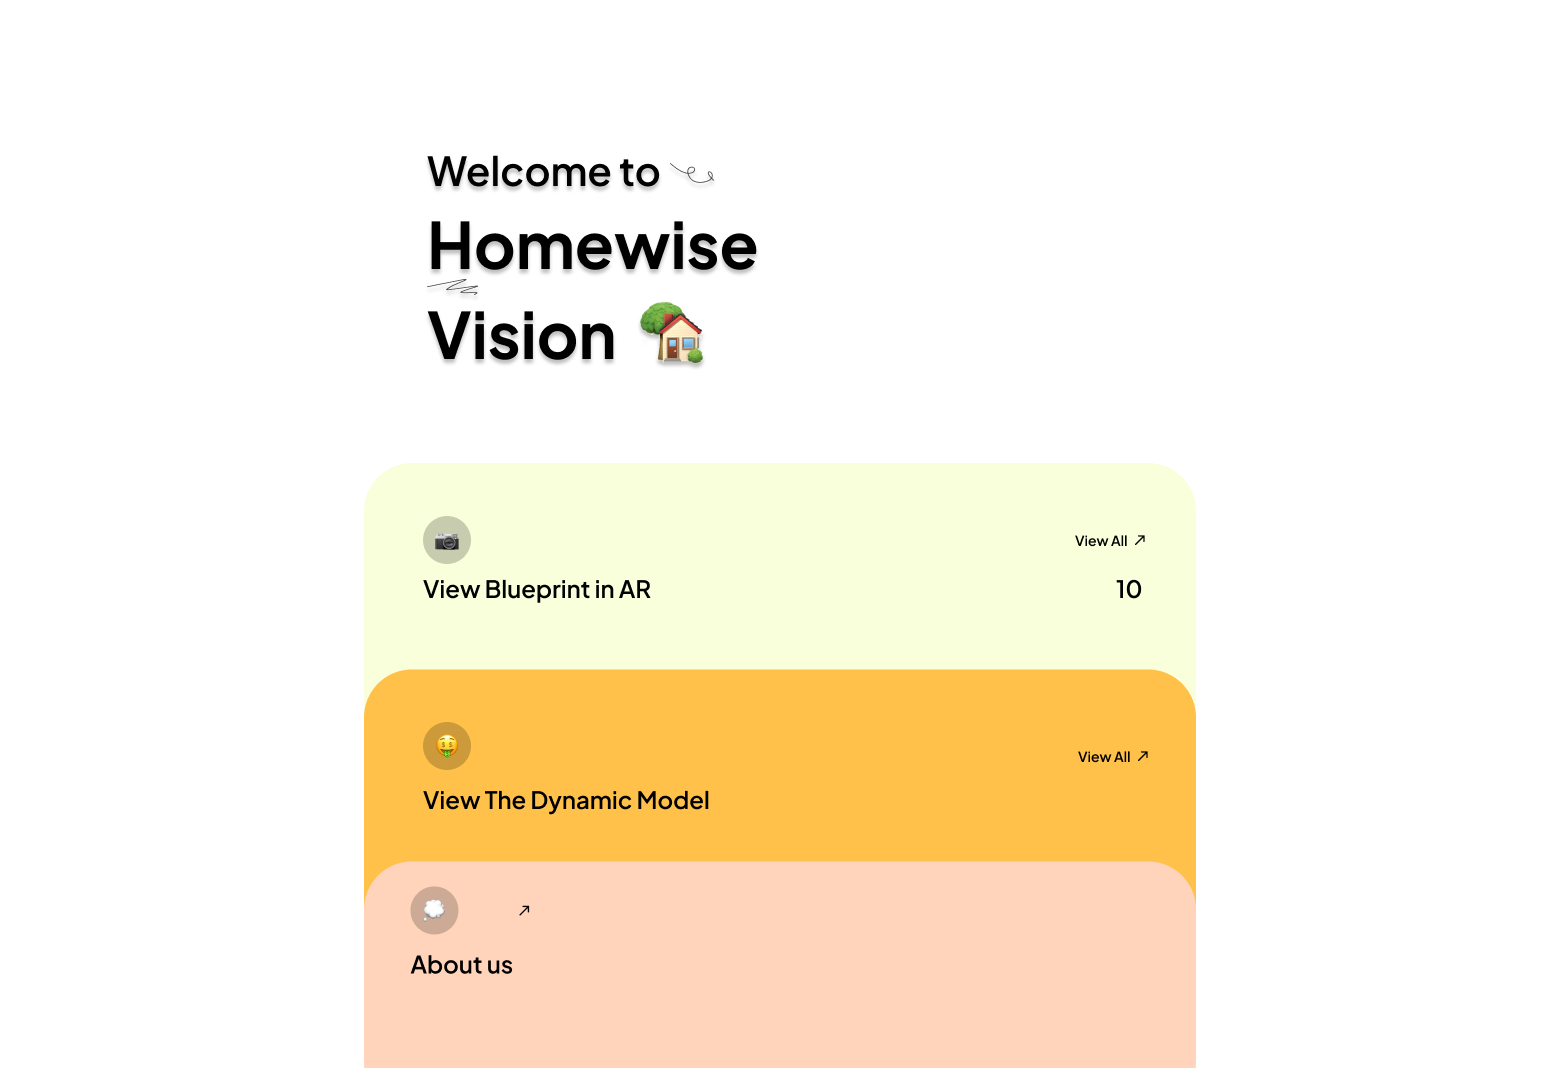 Welcome to
Homewise
Vision
View All
View Blueprint in AR
10
View All
View The Dynamic Model
About us